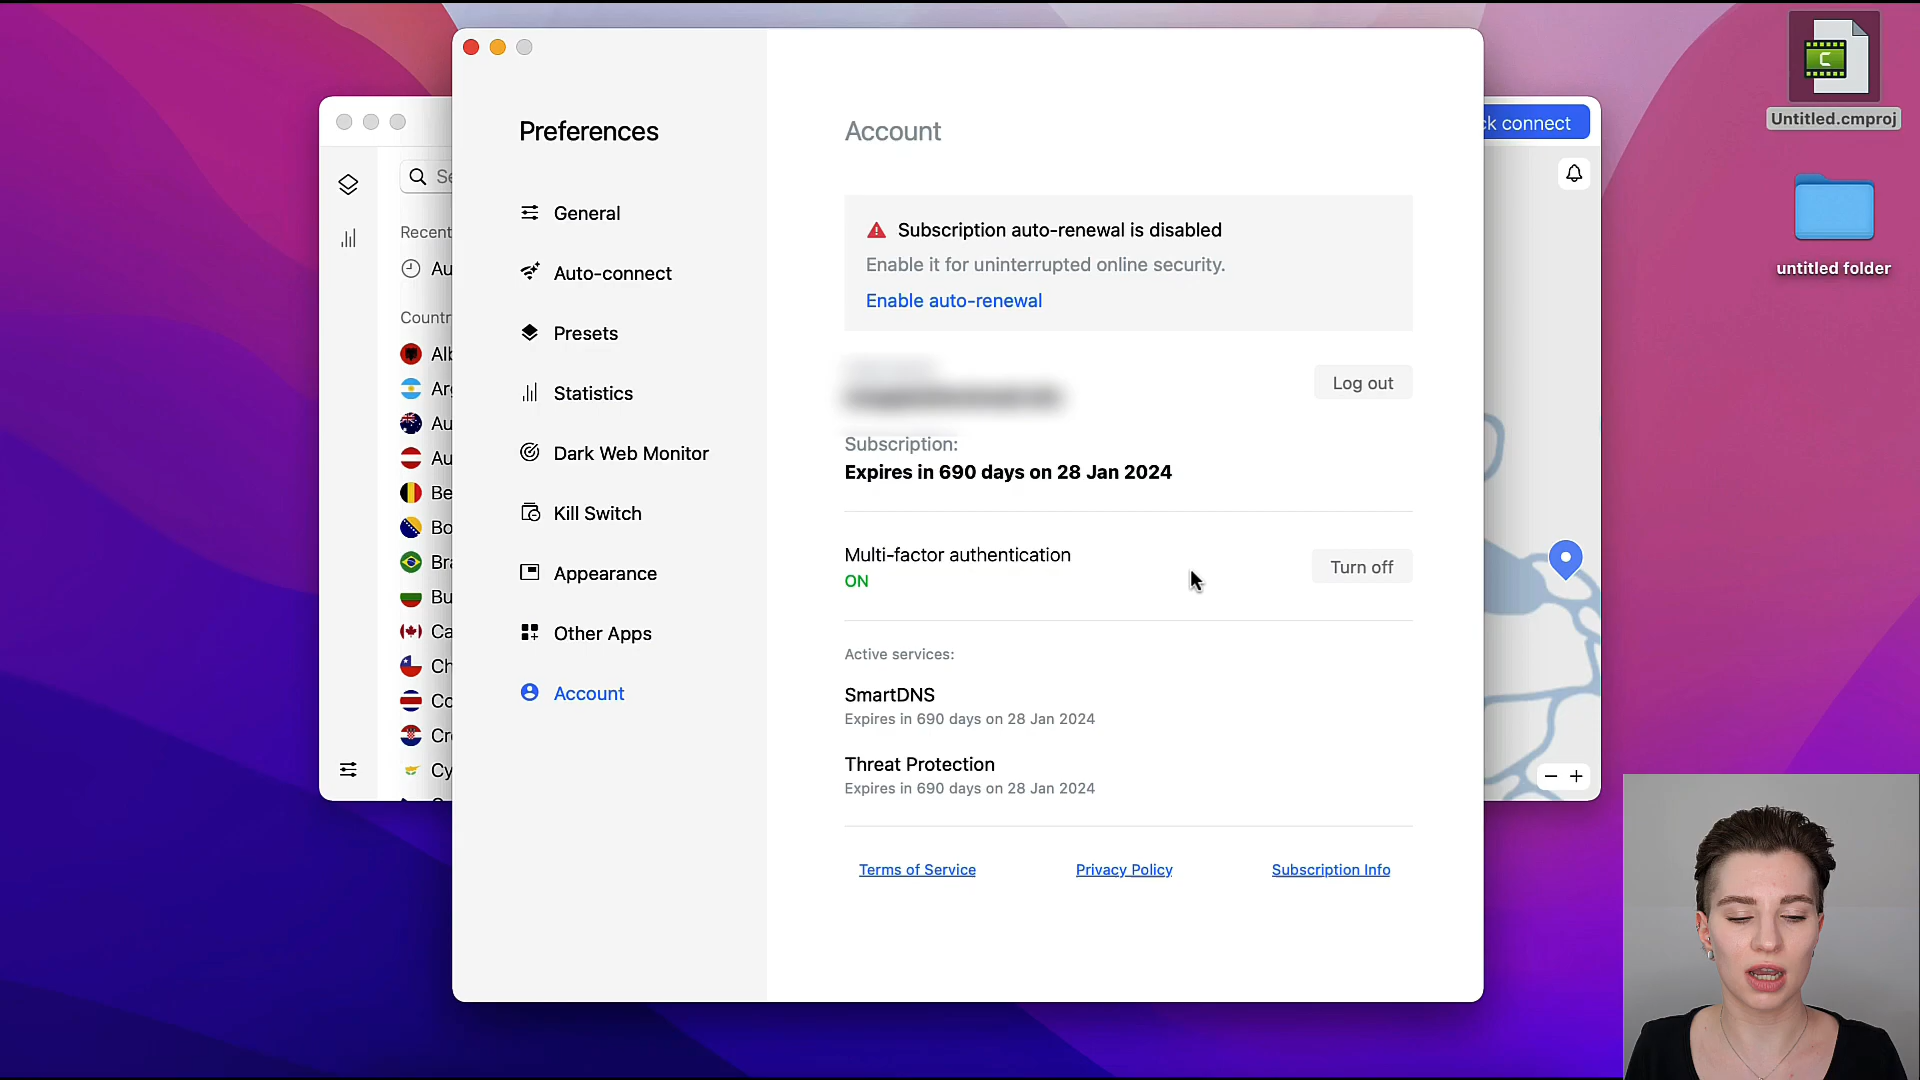 Preferences
General
Auto-connect
Presets
Statistics
Dark Web Monitor
Kill Switch
Appearance
Other Apps
Account
Account
Subscription auto-renewal is disabled
Enable it for uninterrupted online security.
Enable auto-renewal
Log out
Subscription:
Expires in 690 days on 28 Jan 2024
Multi-factor authentication
ON
Turn off
Active services:
SmartDNS
Expires in 690 days on 28 Jan 2024
Threat Protection
Expires in 690 days on 28 Jan 2024
Terms of Service
Privacy Policy
Subscription Info
Se
Recent
Au
Countr
Alb
Arg
Au
Au
Be
Bo
Bra
Bu
Ca
Ch
Co
Cr
Cy
ck connect
C
Untitled.cmproj
untitled folder